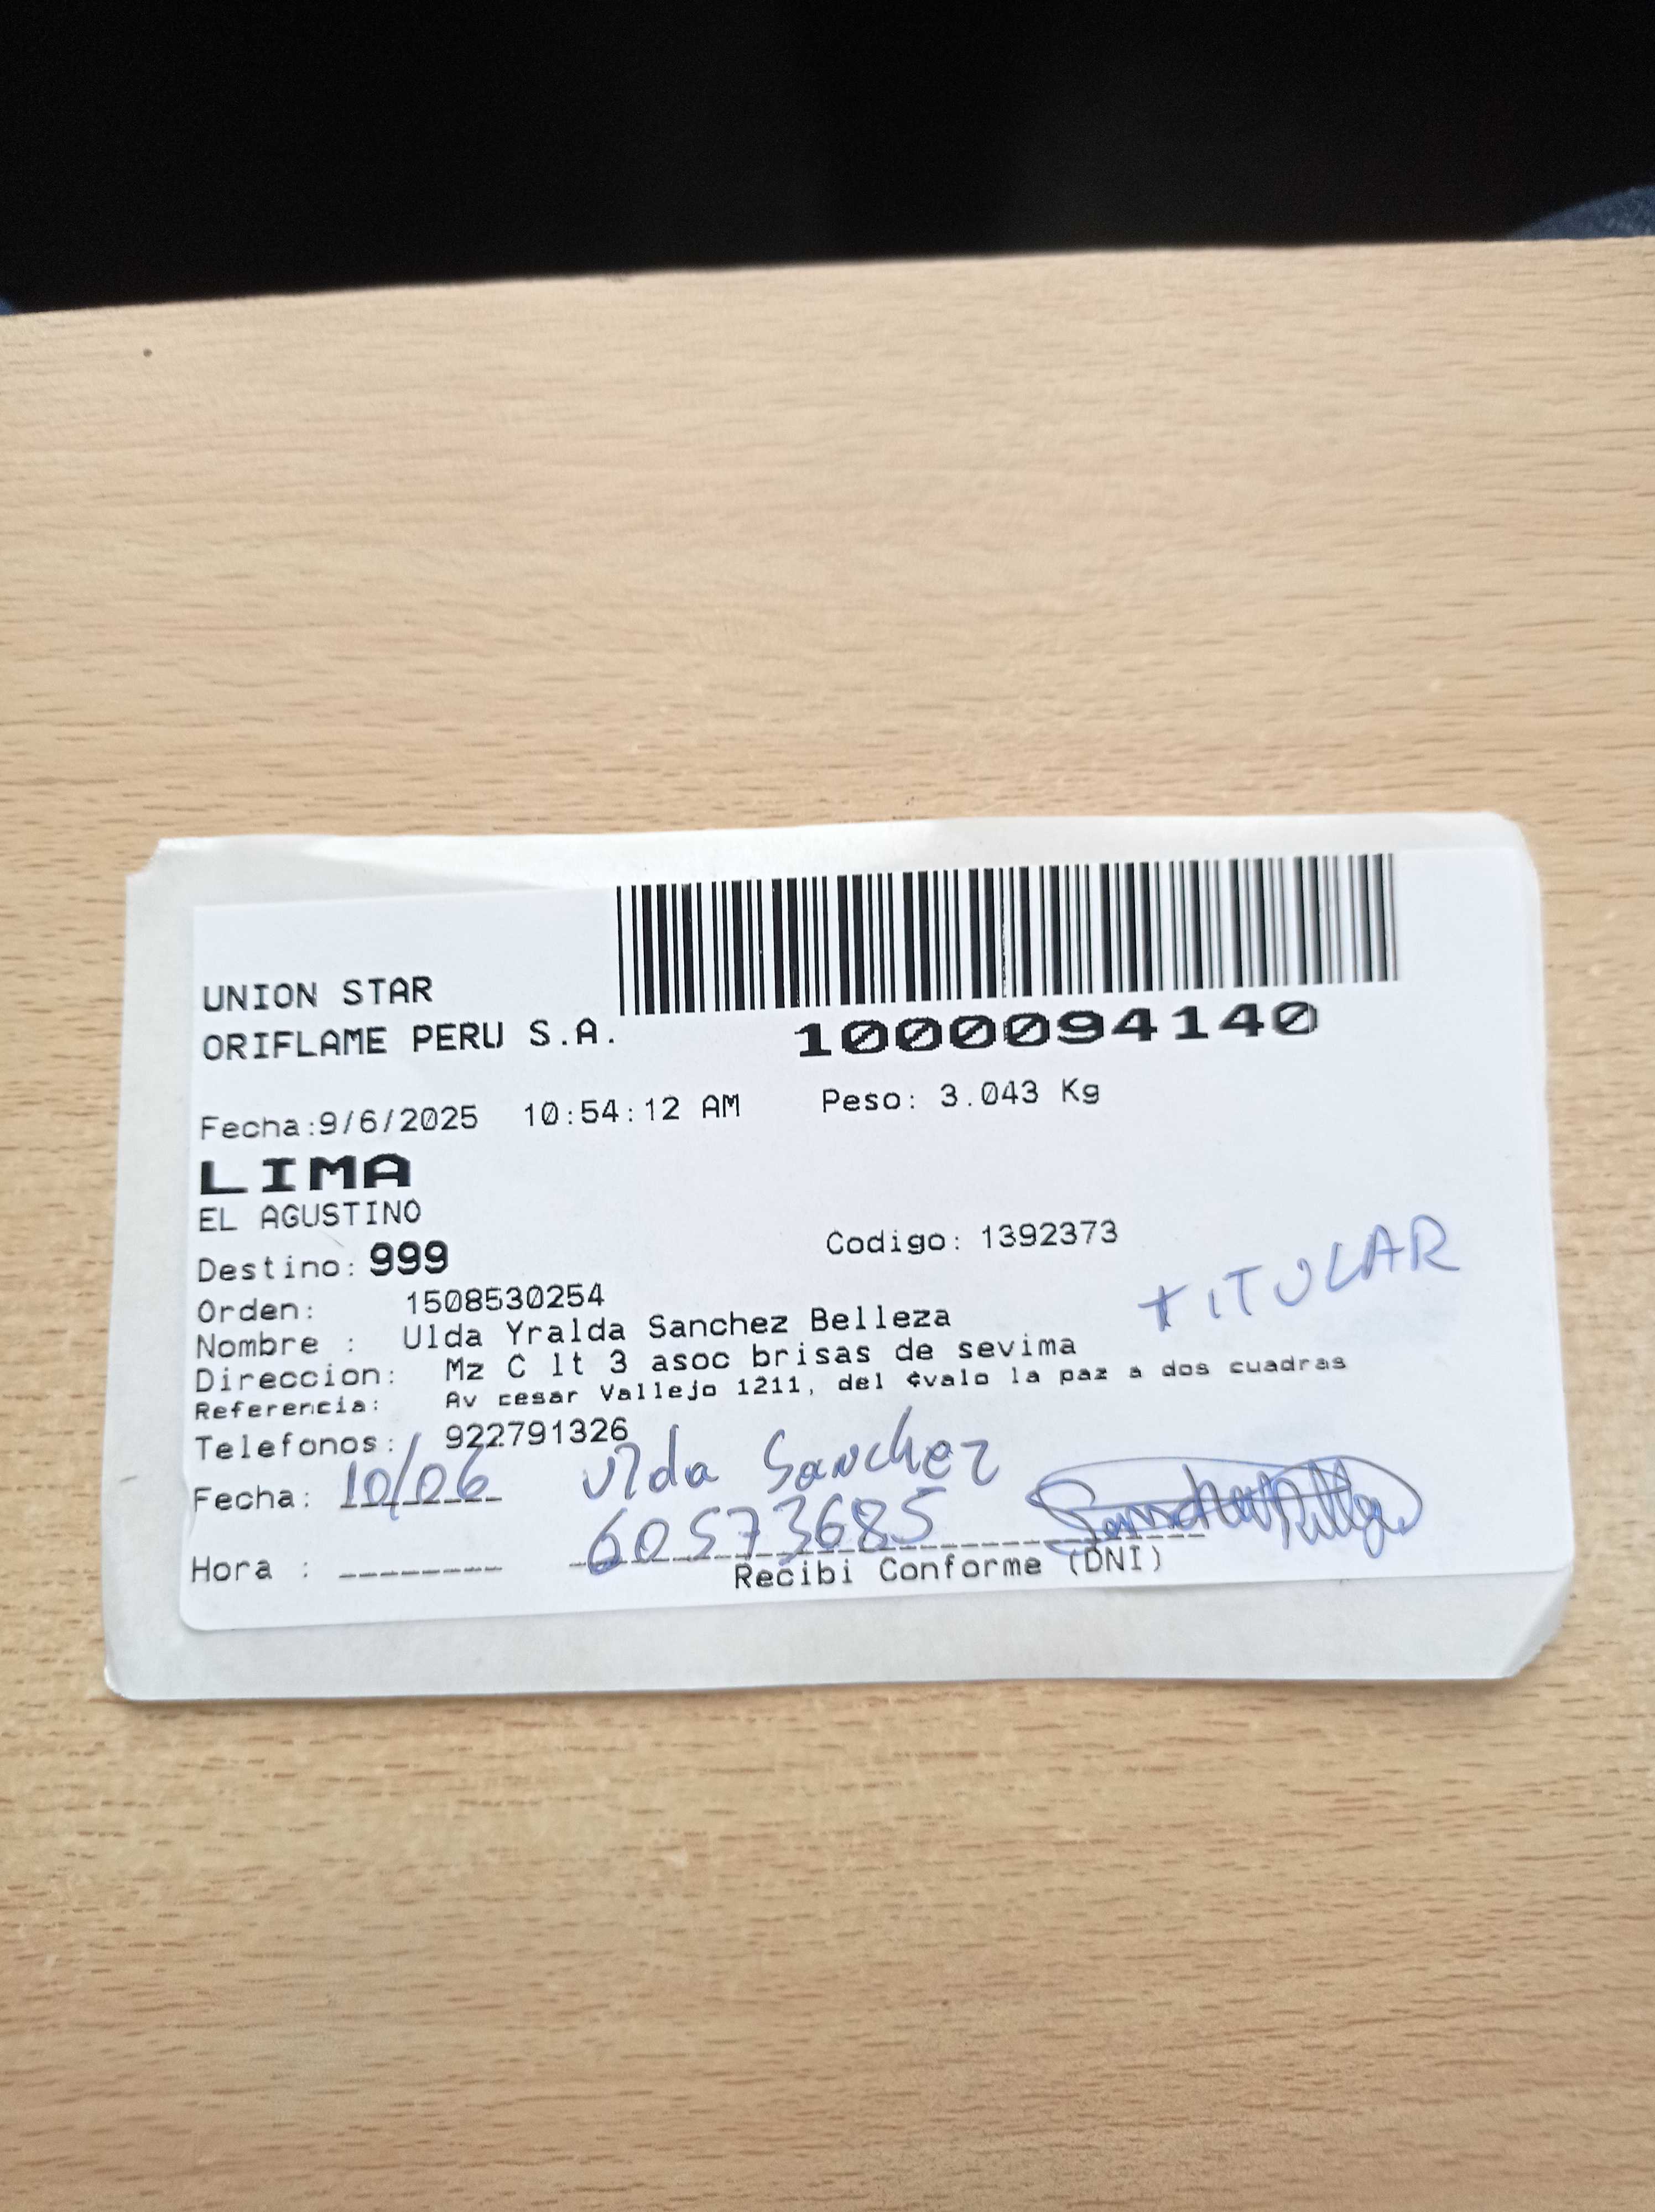 UNION STAR
ORIFLAME PERU S.A.
1000094140
Fecha:9/6/2025 10:54:12 AM Peso: 3.043 Kg
LIMA
EL AGUSTINO
Destino: 999 Codigo: 1392373
TITULAR
Orden: 1508530254
Nombre : Ulda Yralda Sanchez Belleza
Direccion: Mz C lt 3 asoc brisas de sevima
Referencia: Av cesar Vallejo 1211, del ¢valo la paz a dos cuadras
Telefonos: 922791326
Fecha: 10/06 Ulda Sanchez
60573685
Hora : Recibi Conforme (DNI)